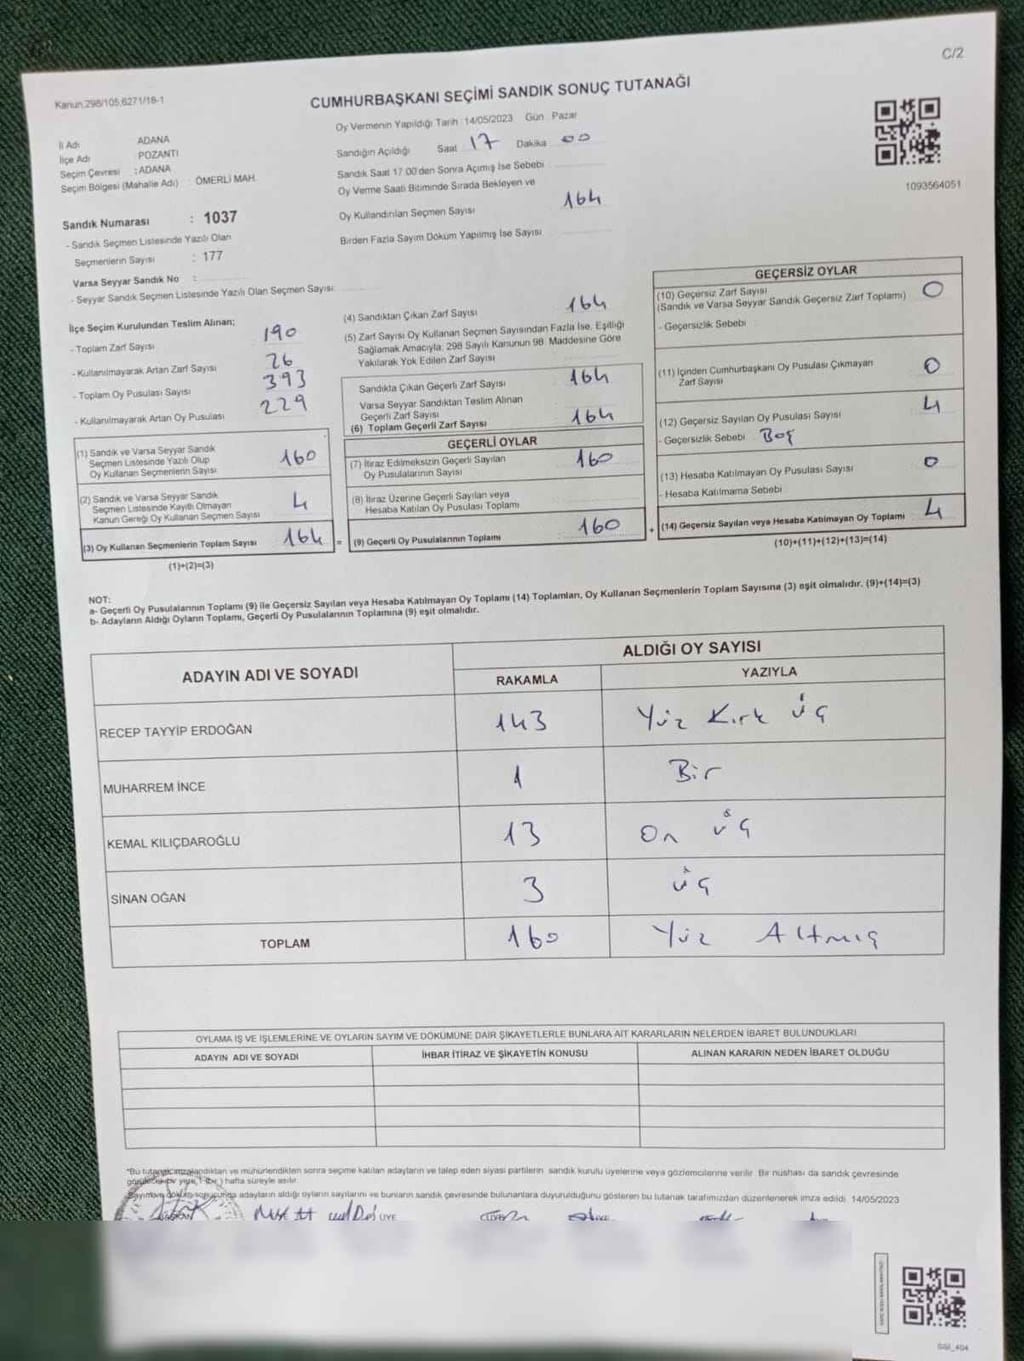 C/2
Kanun,298/105,6271/18-1
CUMHURBAŞKANI SEÇİMİ SANDIK SONUÇ TUTANAĞI
İl Adı ADANA
İlçe Adı POZANTI
Seçim Çevresi : ADANA
Seçim Bölgesi (Mahalle Adı) : ÖMERLİ MAH.
Oy Vermenin Yapıldığı Tarih :14/05/2023 Gün Pazar
Sandığın Açıldığı Saat 17 Dakika 00
Sandık Saat 17 00'den Sonra Açımış İse Sebebi
Oy Verme Saati Bitiminde Sırada Bekleyen ve
Oy Kullandırılan Seçmen Sayısı 164
Birden Fazla Sayım Döküm Yapılmış İse Sayısı
1093564051
Sandık Numarası : 1037
- Sandık Seçmen Listesinde Yazılı Olan
Seçmenlerin Sayısı : 177
Varsa Seyyar Sandık No :
- Seyyar Sandık Seçmen Listesinde Yazılı Olan Seçmen Sayısı
İlçe Seçim Kurulundan Teslim Alınan;
- Toplam Zarf Sayısı 190
- Kullanılmayarak Artan Zarf Sayısı 26
- Toplam Oy Pusulası Sayısı 393
- Kullanılmayarak Artan Oy Pusulası 229
(1) Sandık ve Varsa Seyyar Sandık
Seçmen Listesinde Yazılı Olup
Oy Kullanan Seçmenlerin Sayısı 160
(2) Sandık ve Varsa Seyyar Sandık
Seçmen Listesinde Kayıtlı Olmayan
Kanun Gereği Oy Kullanan Seçmen Sayısı 4
(3) Oy Kullanan Seçmenlerin Toplam Sayısı 164 =
(1)+(2)=(3)
(4) Sandıktan Çıkan Zarf Sayısı 164
(5) Zarf Sayısı Oy Kullanan Seçmen Sayısından Fazla İse, Eşitliği
Sağlamak Amacıyla; 298 Sayılı Kanunun 98. Maddesine Göre
Yakılarak Yok Edilen Zarf Sayısı
Sandıkta Çıkan Geçerli Zarf Sayısı 164
Varsa Seyyar Sandıktan Teslim Alınan
Geçerli Zarf Sayısı
(6) Toplam Geçerli Zarf Sayısı 164
GEÇERLİ OYLAR
(7) İtiraz Edilmeksizin Geçerli Sayılan
Oy Pusulalarının Sayısı 160
(8) İtiraz Üzerine Geçerli Sayılan veya
Hesaba Katılan Oy Pusulası Toplamı
(9) Geçerli Oy Pusulalarının Toplamı 160 +
GEÇERSİZ OYLAR
(10) Geçersiz Zarf Sayısı 0
(Sandık ve Varsa Seyyar Sandık Geçersiz Zarf Toplamı)
- Geçersizlik Sebebi
(11) İçinden Cumhurbaşkanı Oy Pusulası Çıkmayan
Zarf Sayısı 0
(12) Geçersiz Sayılan Oy Pusulası Sayısı 4
- Geçersizlik Sebebi Boş
(13) Hesaba Katılmayan Oy Pusulası Sayısı 0
- Hesaba Katılmama Sebebi
(14) Geçersiz Sayılan veya Hesaba Katılmayan Oy Toplamı 4
(10)+(11)+(12)+(13)=(14)
NOT:
a- Geçerli Oy Pusulalarının Toplamı (9) ile Geçersiz Sayılan veya Hesaba Katılmayan Oy Toplamı (14) Toplamları, Oy Kullanan Seçmenlerin Toplam Sayısına (3) eşit olmalıdır. (9)+(14)=(3)
b- Adayların Aldığı Oyların Toplamı, Geçerli Oy Pusulalarının Toplamına (9) eşit olmalıdır.
ADAYIN ADI VE SOYADI ALDIĞI OY SAYISI
RAKAMLA YAZIYLA
RECEP TAYYİP ERDOĞAN 143 Yüz Kırk üç
MUHARREM İNCE 1 Bir
KEMAL KILIÇDAROĞLU 13 On üç
SİNAN OĞAN 3 üç
TOPLAM 160 Yüz Altmış
OYLAMA İŞ VE İŞLEMLERİNE VE OYLARIN SAYIM VE DÖKÜMÜNE DAİR ŞİKAYETLERLE BUNLARA AİT KARARLARIN NELERDEN İBARET BULUNDUKLARI
ADAYIN ADI VE SOYADI İHBAR İTİRAZ VE ŞİKAYETİN KONUSU ALINAN KARARIN NEDEN İBARET OLDUĞU
*Bu tutanak imzalandıktan ve mühürlendikten sonra seçime katılan adayların ve talep eden siyasi partilerin sandık kurulu üyelerine veya gözlemcilerine verilir. Bir nüshası da sandık çevresinde
hafta süreyle asılır.
adayların aldığı oyların sayılarını ve bunların sandık çevresinde bulunanlara duyurulduğunu gösteren bu tutanak tarafımızdan düzenlenerek imza edildi. 14/05/2023
ÜYE